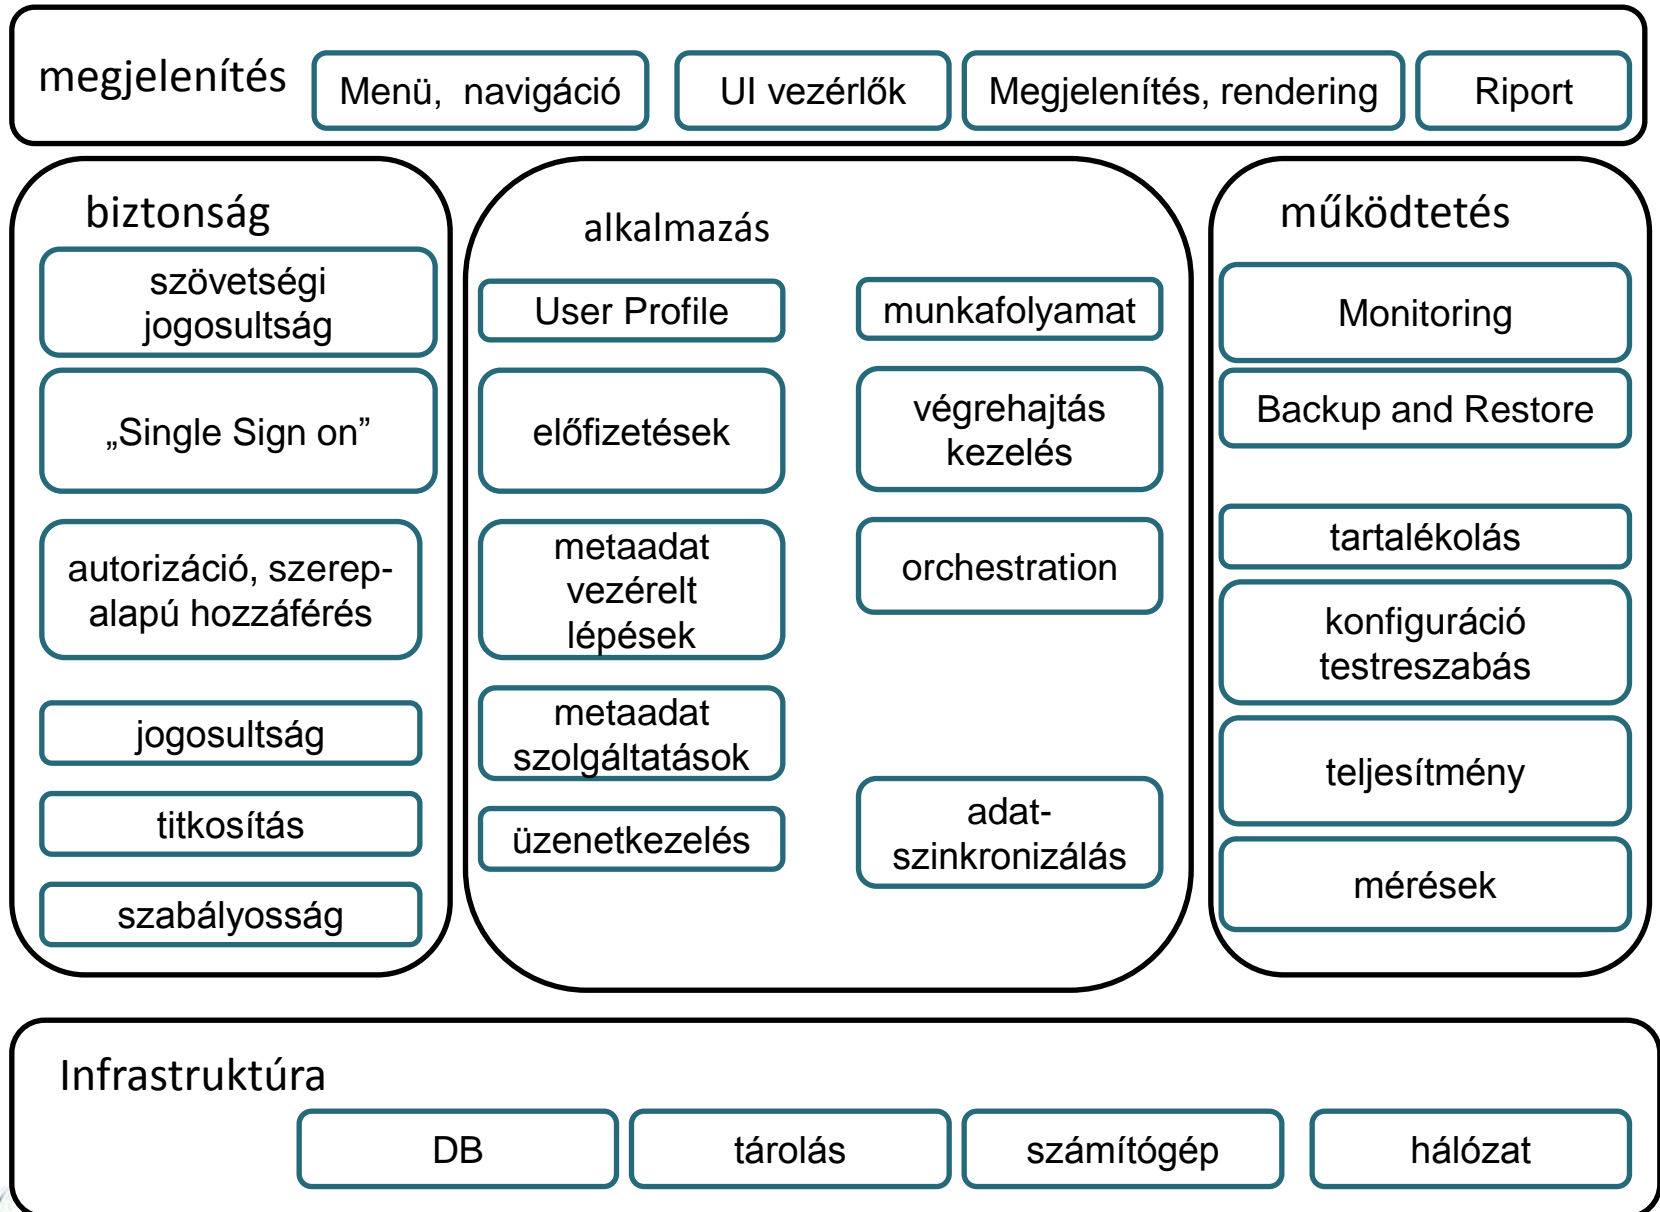 megjelenítés
Menü, navigáció
UI vezérlők
Megjelenítés, rendering
Riport
biztonság
szövetségi
jogosultság
„Single Sign on”
autorizáció, szerep-
alapú hozzáférés
jogosultság
titkosítás
szabályosság
alkalmazás
User Profile
előfizetések
metaadat
vezérelt
lépések
metaadat
szolgáltatások
üzenetkezelés
munkafolyamat
végrehajtás
kezelés
orchestration
adat-
szinkronizálás
működtetés
Monitoring
Backup and Restore
tartalékolás
konfiguráció
testreszabás
teljesítmény
mérések
Infrastruktúra
DB
tárolás
számítógép
hálózat